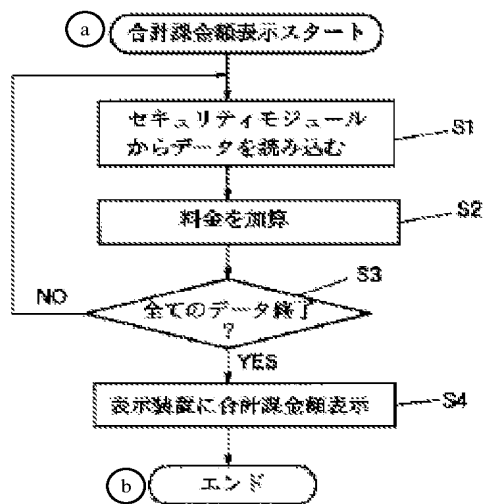 a 合計課金額表示スタート
セキュリティモジュール
からデータを読み込む
S1
料金を加算
S2
S3
全てのデータ終了
?
NO
YES
表示装置に合計課金額表示
S4
b エンド